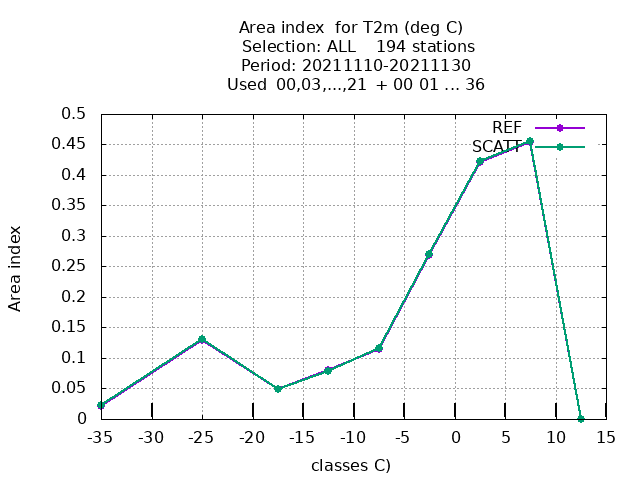 Area index  for T2m (deg C)
Selection: ALL    194 stations
Period: 20211110-20211130
Used  00,03,...,21  + 00 01 ... 36
REF
SCATT
0.5
0.45
0.4
0.35
0.3
0.25
0.2
0.15
0.1
0.05
0
Area index
-35 -30 -25 -20 -15 -10 -5 0 5 10 15
classes C)